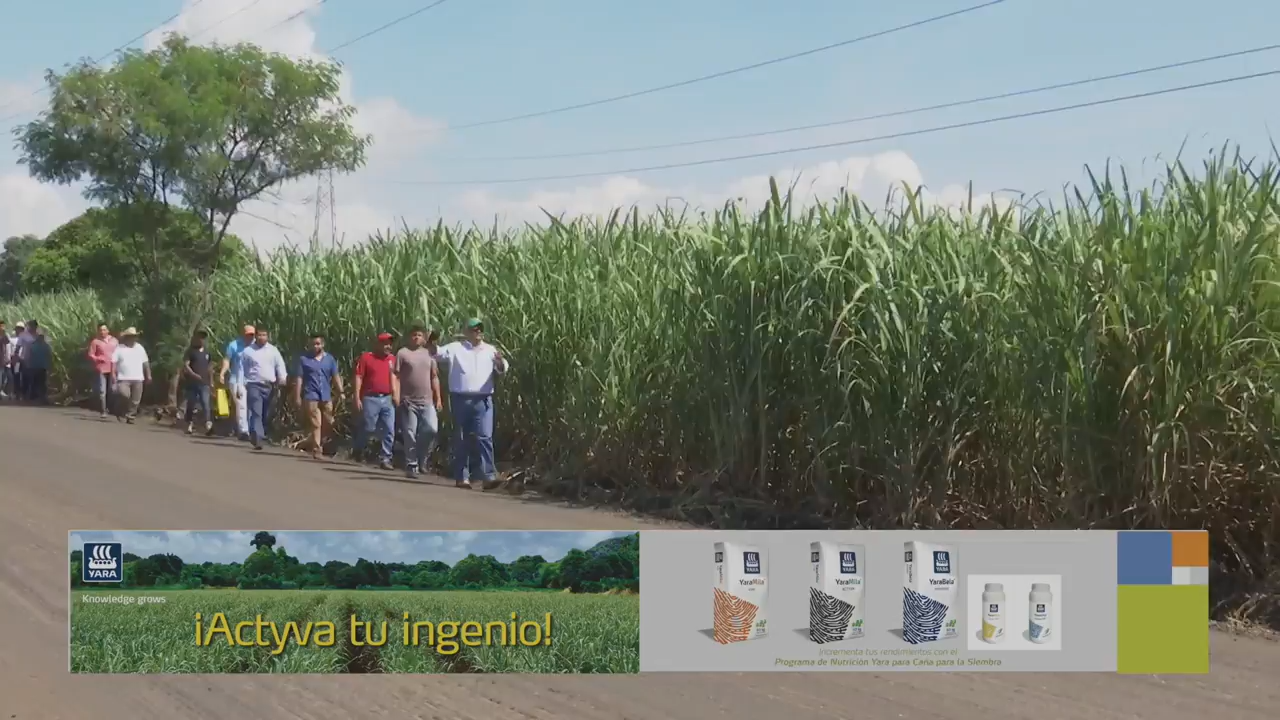 YARA
Knowledge grows
¡Actyva tu ingenio!
YaraMila
YaraMila
YaraBela
Incrementa tus rendimientos con el
Programa de Nutrición Yara para Caña para la Siembra